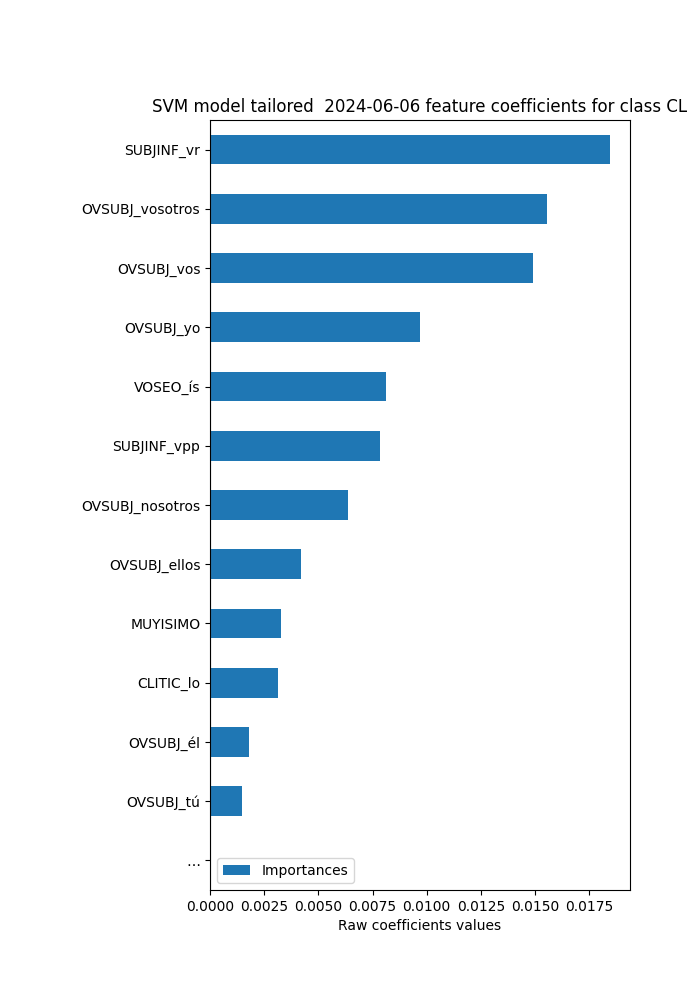 SVM model tailored  2024-06-06 feature coefficients for class CL
SUBJINF_vr
OVSUBJ_vosotros
OVSUBJ_vos
OVSUBJ_yo
VOSEO_ís
SUBJINF_vpp
OVSUBJ_nosotros
OVSUBJ_ellos
MUYISIMO
CLITIC_lo
OVSUBJ_él
OVSUBJ_tú
...
Importances
0.0000 0.0025 0.0050 0.0075 0.0100 0.0125 0.0150 0.0175
Raw coefficients values